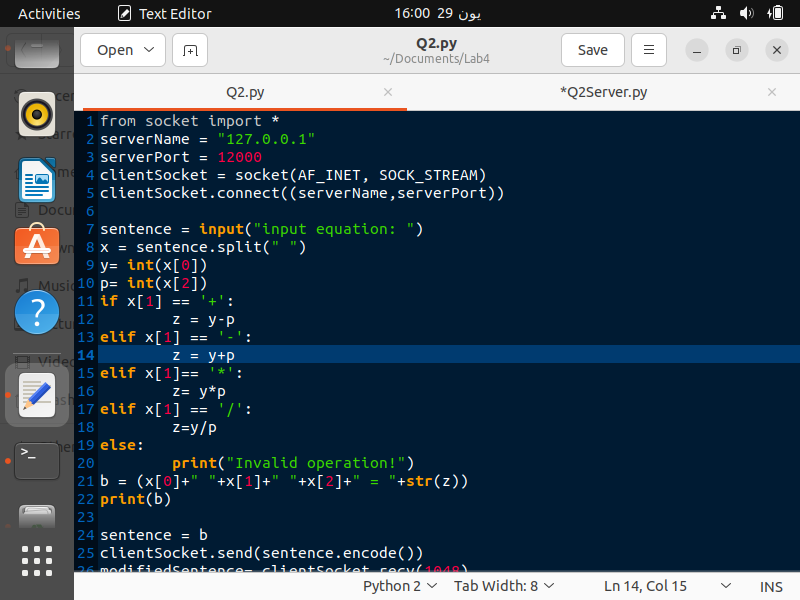 Activities Text Editor 16:00 29 يون
Open Q2.py ~/Documents/Lab4 Save
Q2.py *Q2Server.py
1 from socket import *
2 serverName = "127.0.0.1"
3 serverPort = 12000
4 clientSocket = socket(AF_INET, SOCK_STREAM)
5 clientSocket.connect((serverName,serverPort))
6
7 sentence = input("input equation: ")
8 x = sentence.split(" ")
9 y= int(x[0])
10 p= int(x[2])
11 if x[1] == '+':
12         z = y-p
13 elif x[1] == '-':
14         z = y+p
15 elif x[1]== '*':
16         z= y*p
17 elif x[1] == '/':
18         z=y/p
19 else:
20         print("Invalid operation!")
21 b = (x[0]+" "+x[1]+" "+x[2]+" = "+str(z))
22 print(b)
23
24 sentence = b
25 clientSocket.send(sentence.encode())
26 modifiedSentence= clientSocket.recv(1048)
Python 2 Tab Width: 8 Ln 14, Col 15 INS